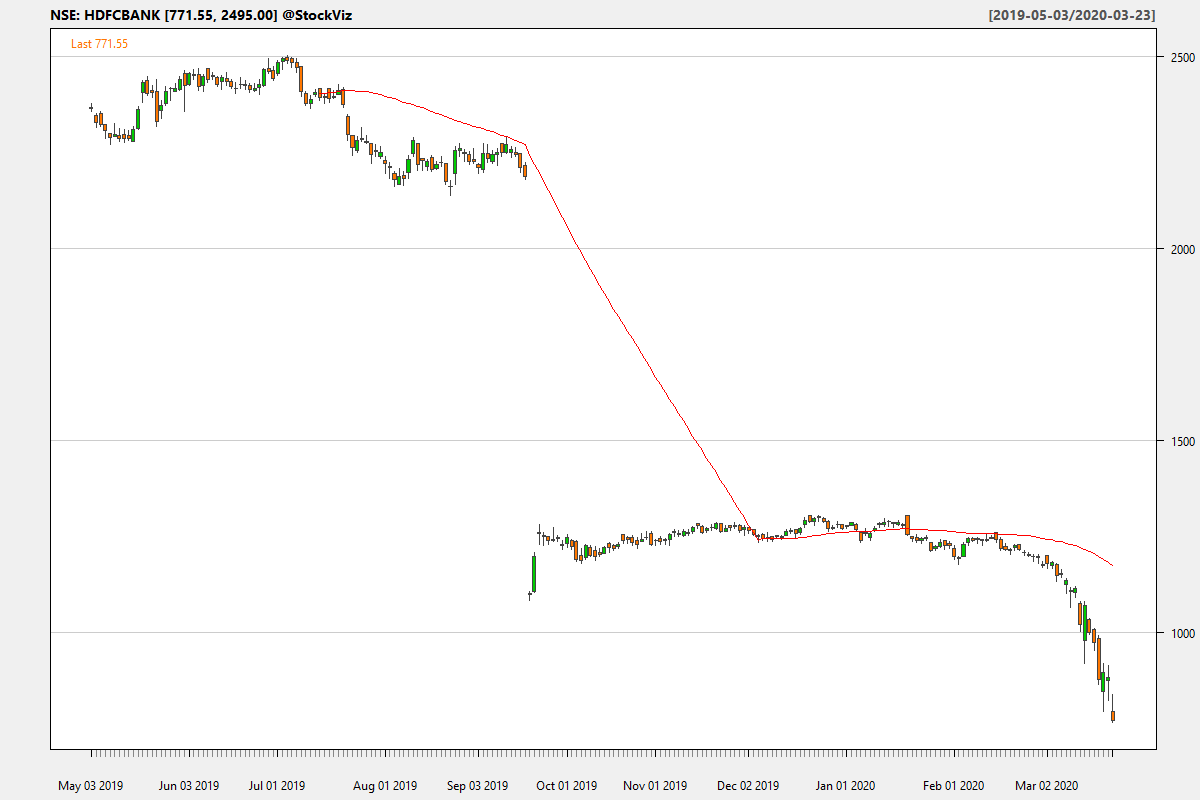 NSE: HDFCBANK [771.55, 2495.00] @StockViz [2019-05-03/2020-03-23]
Last 771.55
2500
2000
1500
1000
May 03 2019 Jun 03 2019 Jul 01 2019 Aug 01 2019 Sep 03 2019 Oct 01 2019 Nov 01 2019 Dec 02 2019 Jan 01 2020 Feb 01 2020 Mar 02 2020